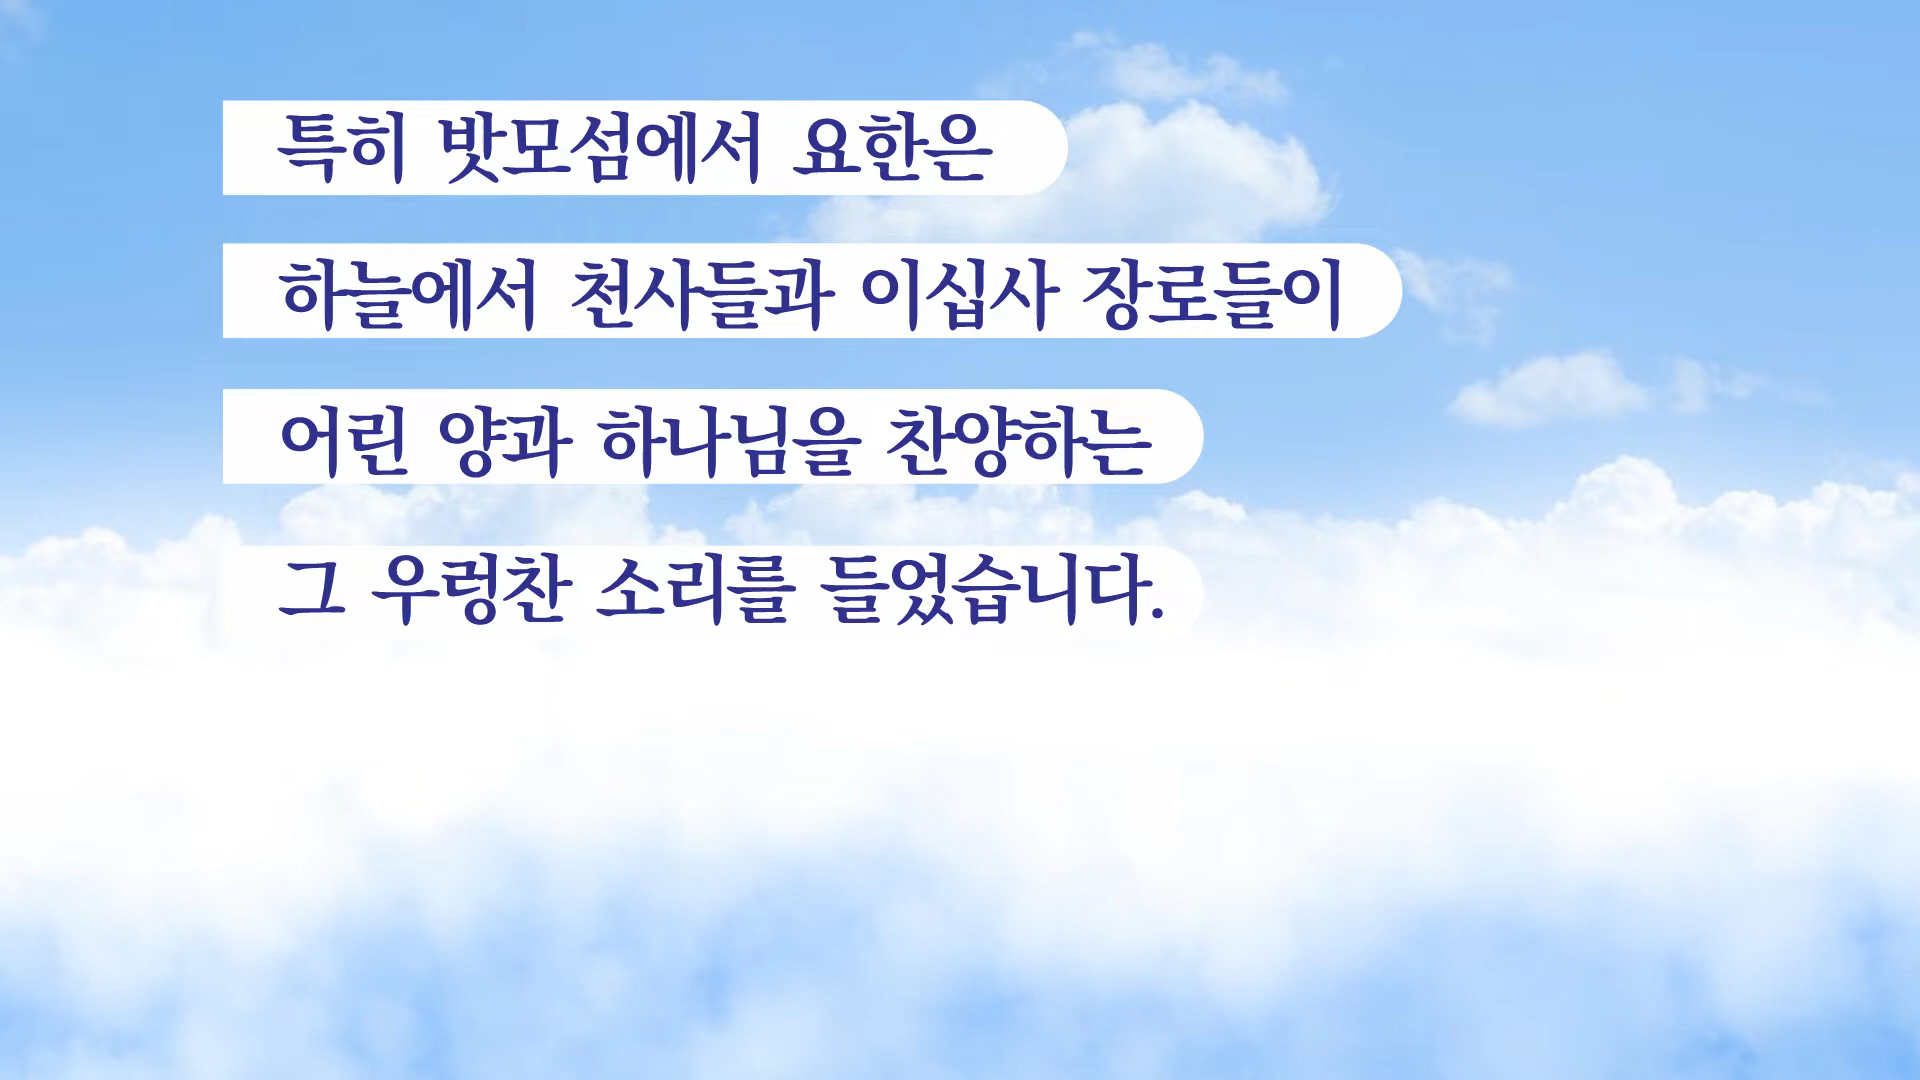 특히 밧모섬에서 요한은
하늘에서 천사들과 이십사 장로들이
어린 양과 하나님을 찬양하는
그 우렁찬 소리를 들었습니다.